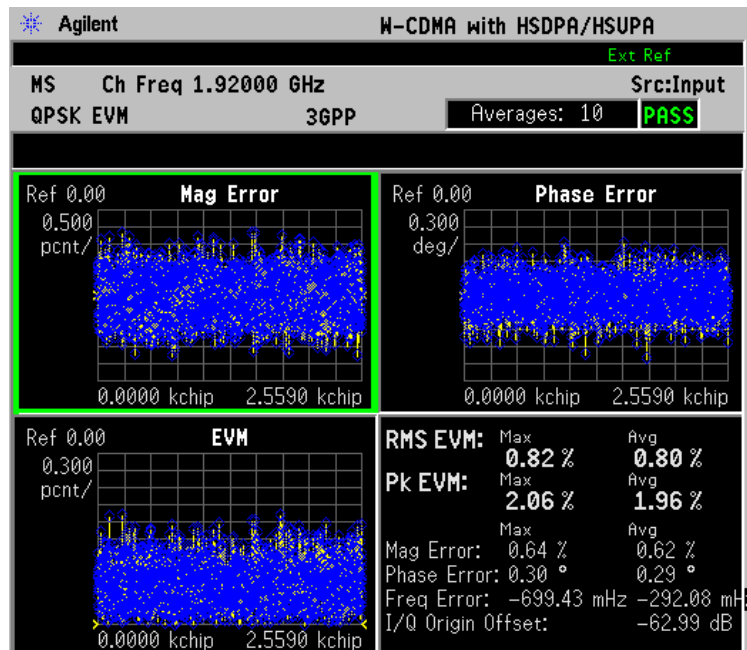 Agilent W-CDMA with HSDPA/HSUPA
Ext Ref
MS Ch Freq 1.92000 GHz Src:Input
QPSK EVM 3GPP Averages: 10 PASS
Ref 0.00 Mag Error
0.500
pcnt/
0.0000 kchip 2.5590 kchip
Ref 0.00 Phase Error
0.300
deg/
0.0000 kchip 2.5590 kchip
Ref 0.00 EVM
0.300
pcnt/
0.0000 kchip 2.5590 kchip
Max Avg
RMS EVM: 0.82 % 0.80 %
Max Avg
Pk EVM: 2.06 % 1.96 %
Max Avg
Mag Error: 0.64 % 0.62 %
Phase Error: 0.30 ° 0.29 °
Freq Error: -699.43 mHz -292.08 mH
I/Q Origin Offset: -62.99 dB